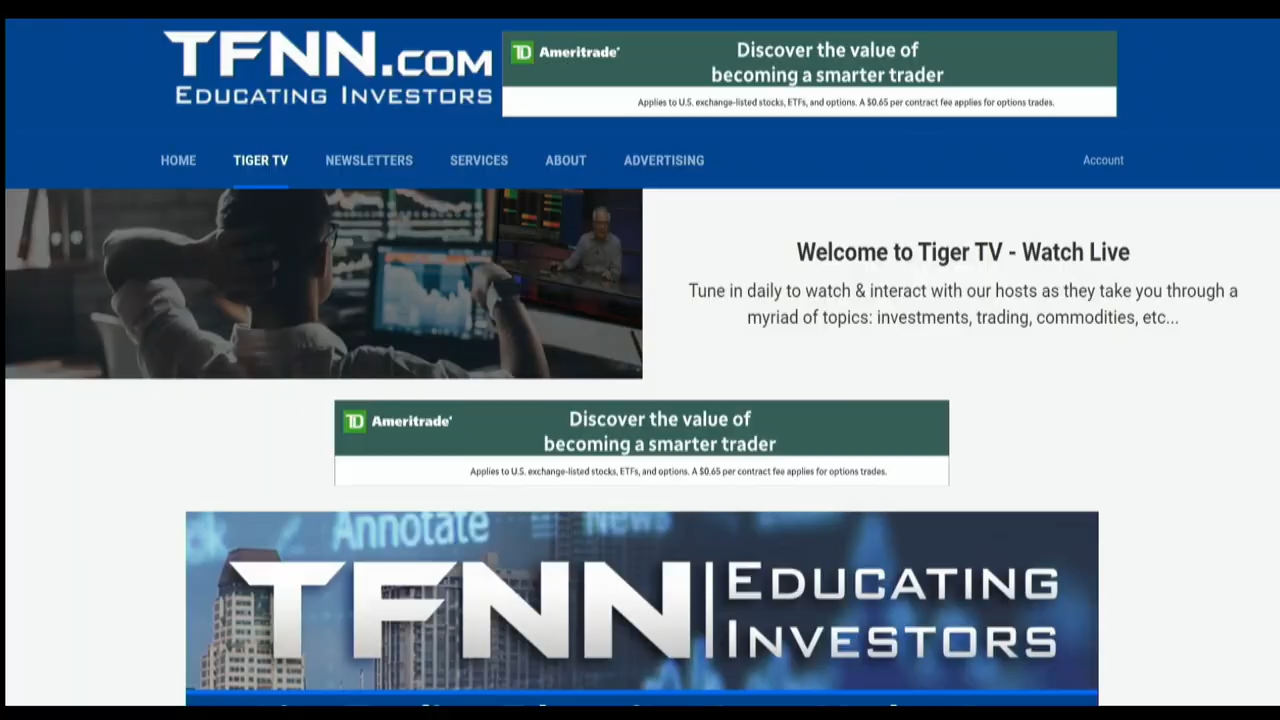 TFNN.COM
EDUCATING INVESTORS
TD Ameritrade
Discover the value of
becoming a smarter trader
Applies to U.S. exchange-listed stocks, ETFs, and options. A $0.65 per contract fee applies for options trades.
HOME TIGER TV NEWSLETTERS SERVICES ABOUT ADVERTISING Account
Welcome to Tiger TV - Watch Live
Tune in daily to watch & interact with our hosts as they take you through a
myriad of topics: investments, trading, commodities, etc...
TD Ameritrade
Discover the value of
becoming a smarter trader
Applies to U.S. exchange-listed stocks, ETFs, and options. A $0.65 per contract fee applies for options trades.
Annotate News
TFNN EDUCATING
INVESTORS